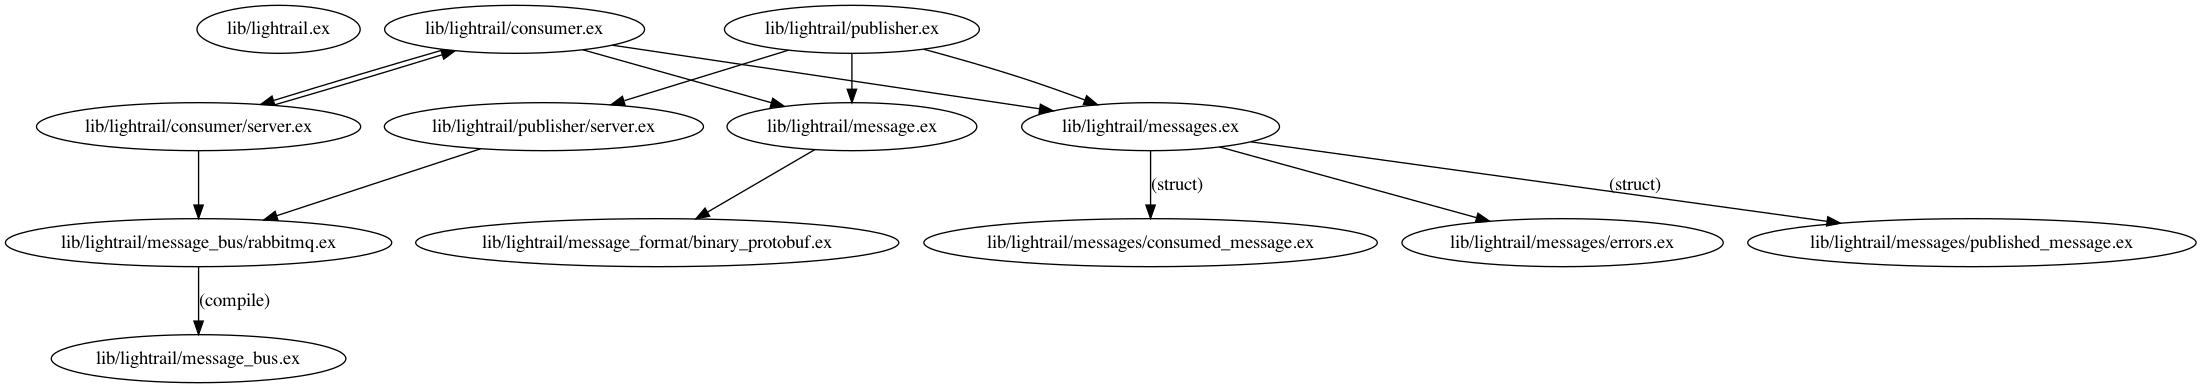 lib/lightrail.ex
lib/lightrail/consumer.ex
lib/lightrail/publisher.ex
lib/lightrail/consumer/server.ex
lib/lightrail/publisher/server.ex
lib/lightrail/message.ex
lib/lightrail/messages.ex
(struct)
(struct)
lib/lightrail/message_bus/rabbitmq.ex
lib/lightrail/message_format/binary_protobuf.ex
lib/lightrail/messages/consumed_message.ex
lib/lightrail/messages/errors.ex
lib/lightrail/messages/published_message.ex
(compile)
lib/lightrail/message_bus.ex